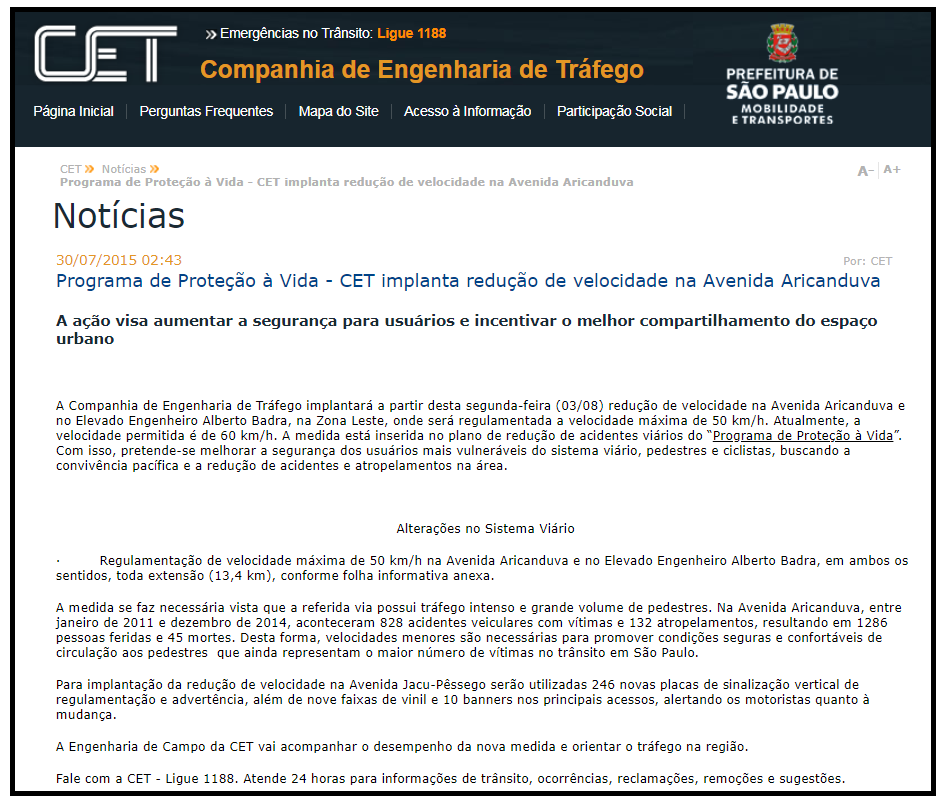 CET
Emergências no Trânsito: Ligue 1188
Companhia de Engenharia de Tráfego
PREFEITURA DE
SÃO PAULO
MOBILIDADE
E TRANSPORTES
Página Inicial | Perguntas Frequentes | Mapa do Site | Acesso à Informação | Participação Social |
CET » Notícias »
Programa de Proteção à Vida - CET implanta redução de velocidade na Avenida Aricanduva
A- A+
Notícias
30/07/2015 02:43
Por: CET
Programa de Proteção à Vida - CET implanta redução de velocidade na Avenida Aricanduva
A ação visa aumentar a segurança para usuários e incentivar o melhor compartilhamento do espaço
urbano
A Companhia de Engenharia de Tráfego implantará a partir desta segunda-feira (03/08) redução de velocidade na Avenida Aricanduva e
no Elevado Engenheiro Alberto Badra, na Zona Leste, onde será regulamentada a velocidade máxima de 50 km/h. Atualmente, a
velocidade permitida é de 60 km/h. A medida está inserida no plano de redução de acidentes viários do “Programa de Proteção à Vida”.
Com isso, pretende-se melhorar a segurança dos usuários mais vulneráveis do sistema viário, pedestres e ciclistas, buscando a
convivência pacífica e a redução de acidentes e atropelamentos na área.
Alterações no Sistema Viário
· Regulamentação de velocidade máxima de 50 km/h na Avenida Aricanduva e no Elevado Engenheiro Alberto Badra, em ambos os
sentidos, toda extensão (13,4 km), conforme folha informativa anexa.
A medida se faz necessária vista que a referida via possui tráfego intenso e grande volume de pedestres. Na Avenida Aricanduva, entre
janeiro de 2011 e dezembro de 2014, aconteceram 828 acidentes veiculares com vítimas e 132 atropelamentos, resultando em 1286
pessoas feridas e 45 mortes. Desta forma, velocidades menores são necessárias para promover condições seguras e confortáveis de
circulação aos pedestres que ainda representam o maior número de vítimas no trânsito em São Paulo.
Para implantação da redução de velocidade na Avenida Jacu-Pêssego serão utilizadas 246 novas placas de sinalização vertical de
regulamentação e advertência, além de nove faixas de vinil e 10 banners nos principais acessos, alertando os motoristas quanto à
mudança.
A Engenharia de Campo da CET vai acompanhar o desempenho da nova medida e orientar o tráfego na região.
Fale com a CET - Ligue 1188. Atende 24 horas para informações de trânsito, ocorrências, reclamações, remoções e sugestões.